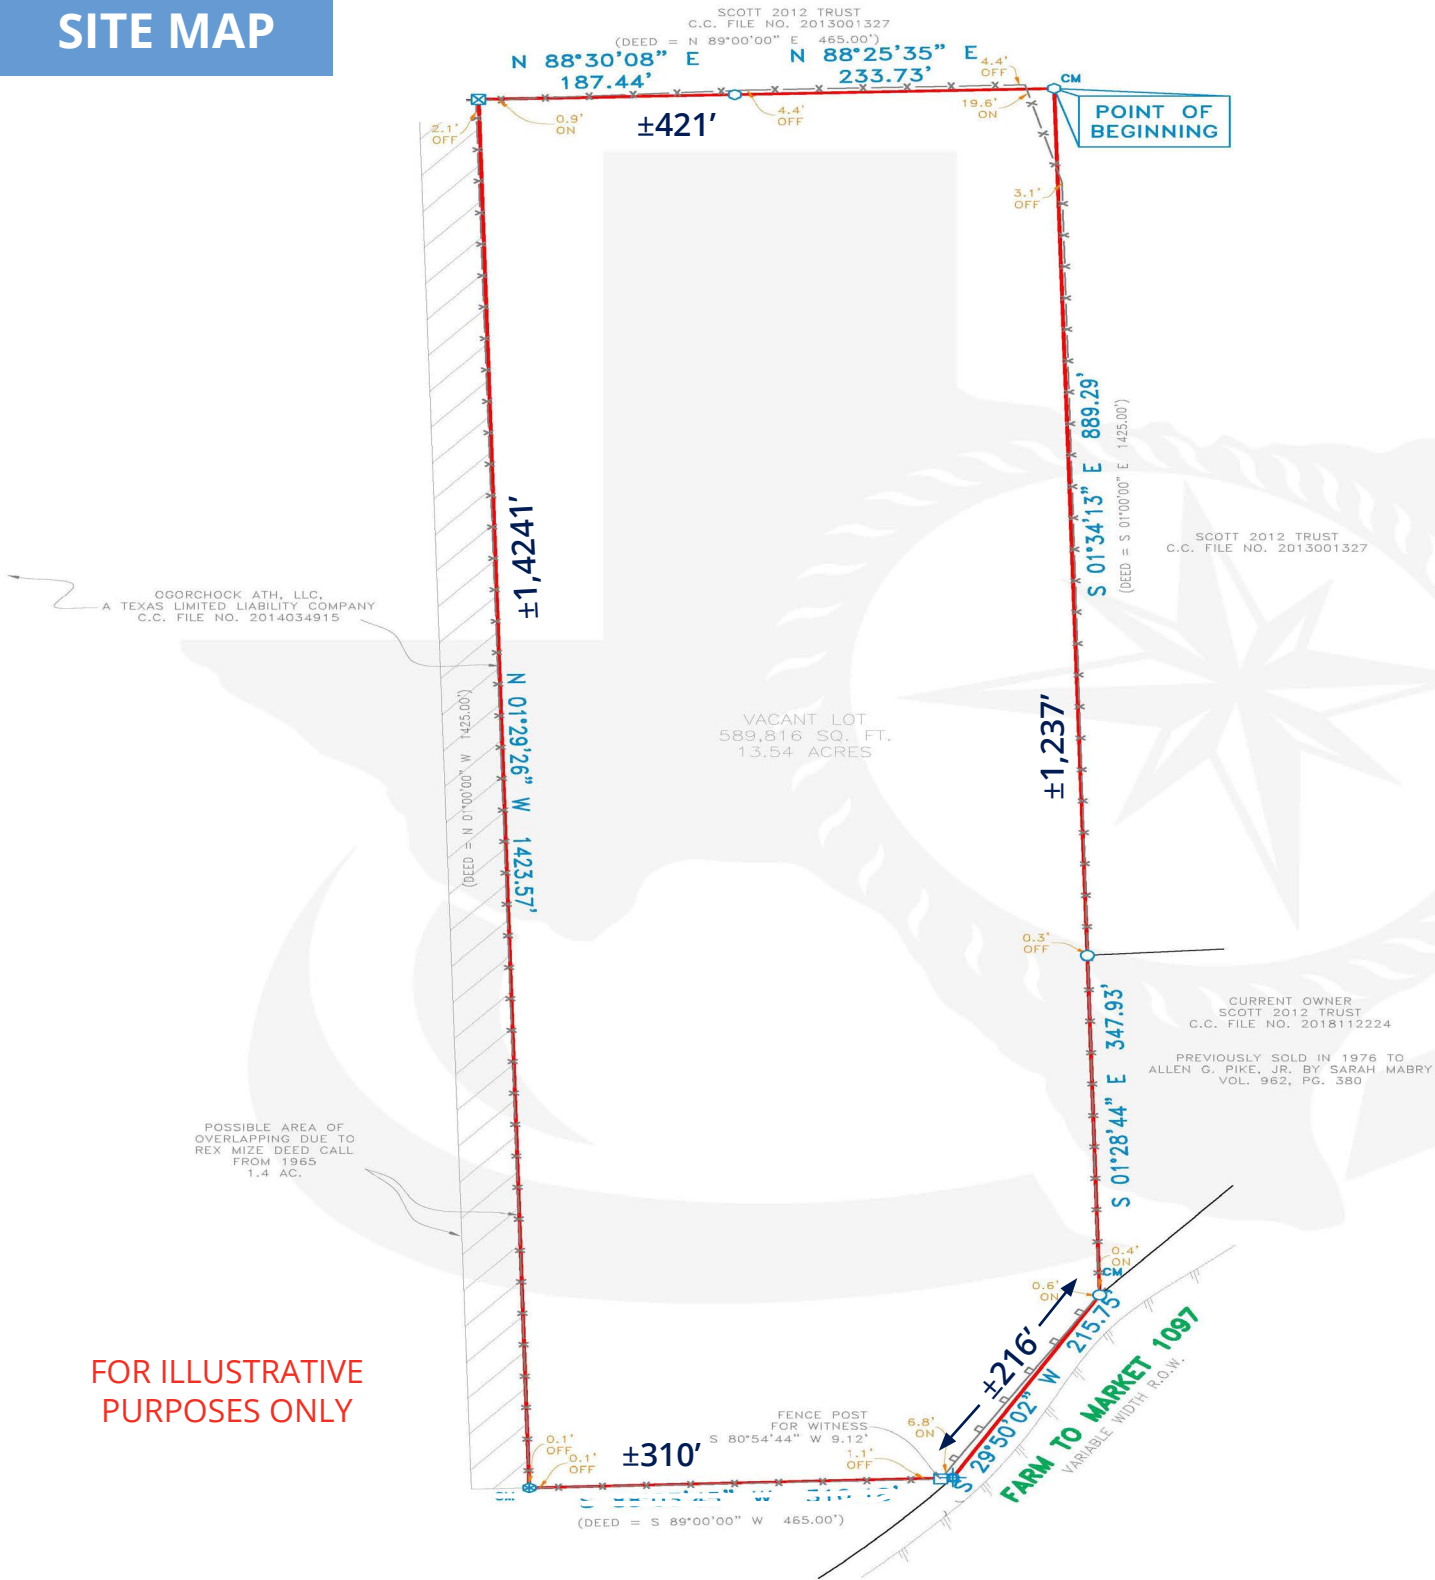 SITE MAP
SCOTT 2012 TRUST
C.C. FILE NO. 2013001327
(DEED = N 89°00'00" E 465.00')
N 88°30'08" E
187.44'
N 88°25'35" E
233.73'
4.4'
OFF
CM
POINT OF
BEGINNING
19.6'
ON
2.1'
OFF
0.9'
ON
±421'
4.4'
OFF
3.1'
OFF
S 01°34'13" E 889.29'
(DEED = S 01°00'00" E 1425.00')
SCOTT 2012 TRUST
C.C. FILE NO. 2013001327
±1,4241'
OGORCHOCK ATH, LLC,
A TEXAS LIMITED LIABILITY COMPANY
C.C. FILE NO. 2014034915
N 01°29'26" W 1423.57'
(DEED = N 01°00'00" W 1425.00')
VACANT LOT
589,816 SQ. FT.
13.54 ACRES
±1,237'
0.3'
OFF
S 01°28'44" E 347.93'
CURRENT OWNER
SCOTT 2012 TRUST
C.C. FILE NO. 2018112224
PREVIOUSLY SOLD IN 1976 TO
ALLEN G. PIKE, JR. BY SARAH MABRY
VOL. 962, PG. 380
POSSIBLE AREA OF
OVERLAPPING DUE TO
REX MIZE DEED CALL
FROM 1965
1.4 AC.
0.4'
ON
CM
0.6'
ON
±216'
S 29°50'02" W 215.75'
FARM TO MARKET 1097
VARIABLE WIDTH R.O.W.
FOR ILLUSTRATIVE
PURPOSES ONLY
FENCE POST
FOR WITNESS
S 80°54'44" W 9.12'
6.8'
ON
1.1'
OFF
0.1'
OFF
0.1'
OFF
±310'
(DEED = S 89°00'00" W 465.00')